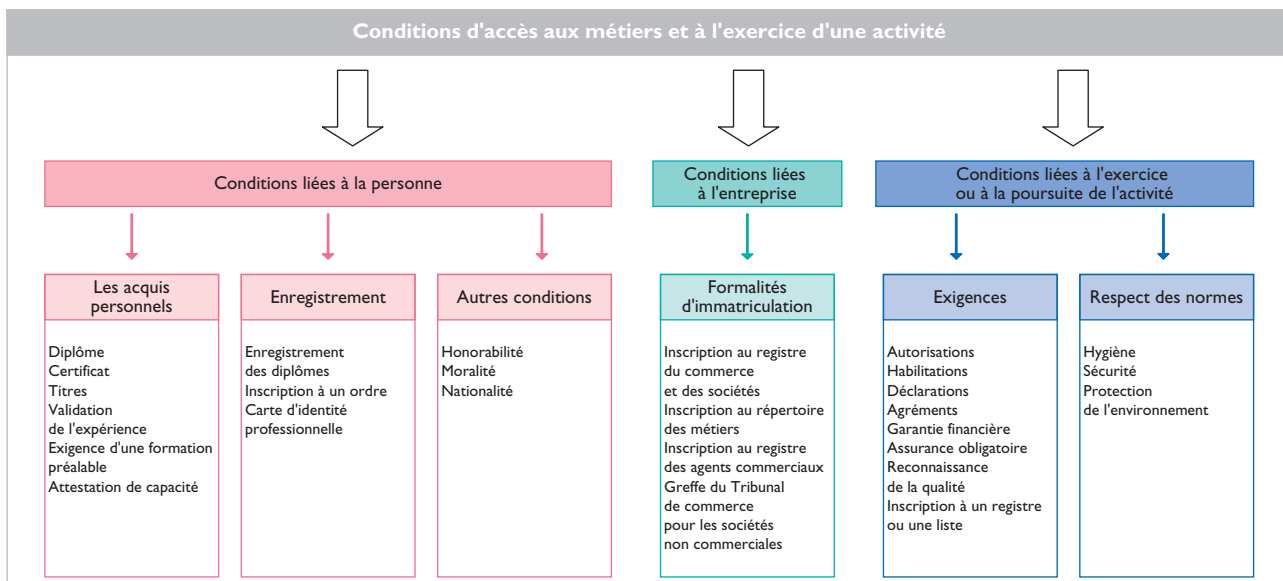 Conditions d'accès aux métiers et à l'exercice d'une activité
Conditions liées à la personne
Conditions liées
à l'entreprise
Conditions liées à l'exercice
ou à la poursuite de l'activité
Les acquis
personnels
Diplôme
Certificat
Titres
Validation
de l'expérience
Exigence d'une formation
préalable
Attestation de capacité
Enregistrement
Enregistrement
des diplômes
Inscription à un ordre
Carte d'identité
professionnelle
Autres conditions
Honorabilité
Moralité
Nationalité
Formalités
d'immatriculation
Inscription au registre
du commerce
et des sociétés
Inscription au répertoire
des métiers
Inscription au registre
des agents commerciaux
Greffe du Tribunal
de commerce
pour les sociétés
non commerciales
Exigences
Autorisations
Habilitations
Déclarations
Agréments
Garantie financière
Assurance obligatoire
Reconnaissance
de la qualité
Inscription à un registre
ou une liste
Respect des normes
Hygiène
Sécurité
Protection
de l'environnement